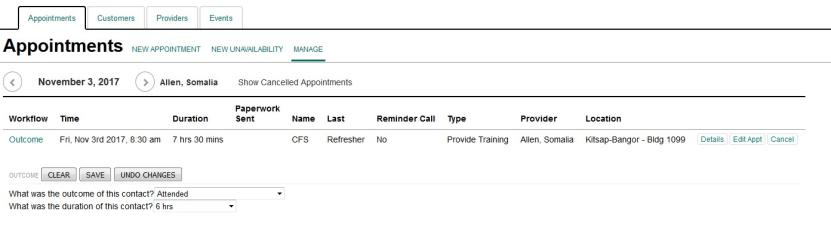 Appointments Customers Providers Events
Appointments NEW APPOINTMENT NEW UNAVAILABILITY MANAGE
November 3, 2017 Allen, Somalia Show Cancelled Appointments
Workflow Time Duration Paperwork Sent Name Last Reminder Call Type Provider Location
Outcome Fri, Nov 3rd 2017, 8:30 am 7 hrs 30 mins CFS Refresher No Provide Training Allen, Somalia Kitsap-Bangor - Bldg 1099 Details Edit Appt Cancel
OUTCOME CLEAR SAVE UNDO CHANGES
What was the outcome of this contact? Attended
What was the duration of this contact? 6 hrs